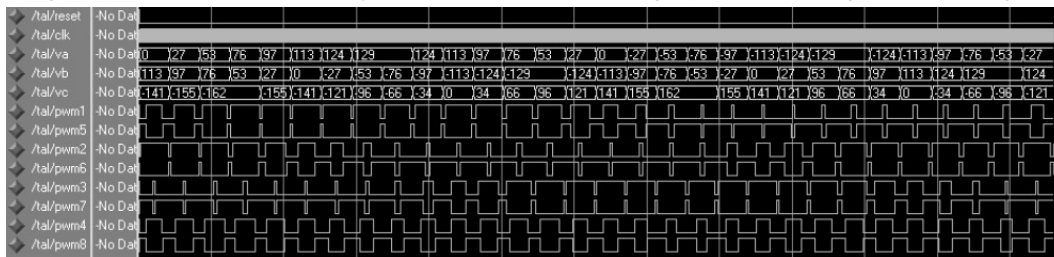 /tal/reset -No Dat
/tal/clk -No Dat
/tal/va -No Dat 0 27 53 76 97 113 124 129 124 113 97 76 53 27 0 -27 -53 -76 -97 -113 -124 -129 -124 -113 -97 -76 -53 -27
/tal/vb -No Dat 113 97 76 53 27 0 -27 -53 -76 -97 -113 -124 -129 -124 -113 -97 -76 -53 -27 0 27 53 76 97 113 124 129 124
/tal/vc -No Dat -141 -155 -162 -155 -141 -121 -96 -66 -34 0 34 66 96 121 141 155 162 155 141 121 96 66 34 0 -34 -66 -96 -121
/tal/pwm1 -No Dat
/tal/pwm5 -No Dat
/tal/pwm2 -No Dat
/tal/pwm6 -No Dat
/tal/pwm3 -No Dat
/tal/pwm7 -No Dat
/tal/pwm4 -No Dat
/tal/pwm8 -No Dat